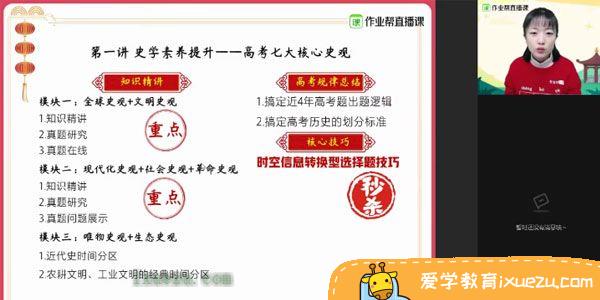 作业帮直播课
作业帮直播课
第一讲 史学素养提升——高考七大核心史观
知识精讲
模块一：全球史观+文明史观
1.知识精讲
2.真题研究
3.真题在线
重点
模块二：现代化史观+社会史观+革命史观
1.知识精讲
2.真题研究
3.真题问题展示
重点
模块三：唯物史观+生态史观
1.近代史时间分区
2.农耕文明、工业文明的经典时间分区
高考规律总结
1.搞定近4年高考题出题逻辑
2.搞定高考历史的划分标准
核心技巧
时空信息转换型选择题技巧
秒杀
暂时还没有消息哦~
爱学教育ixuezu.com